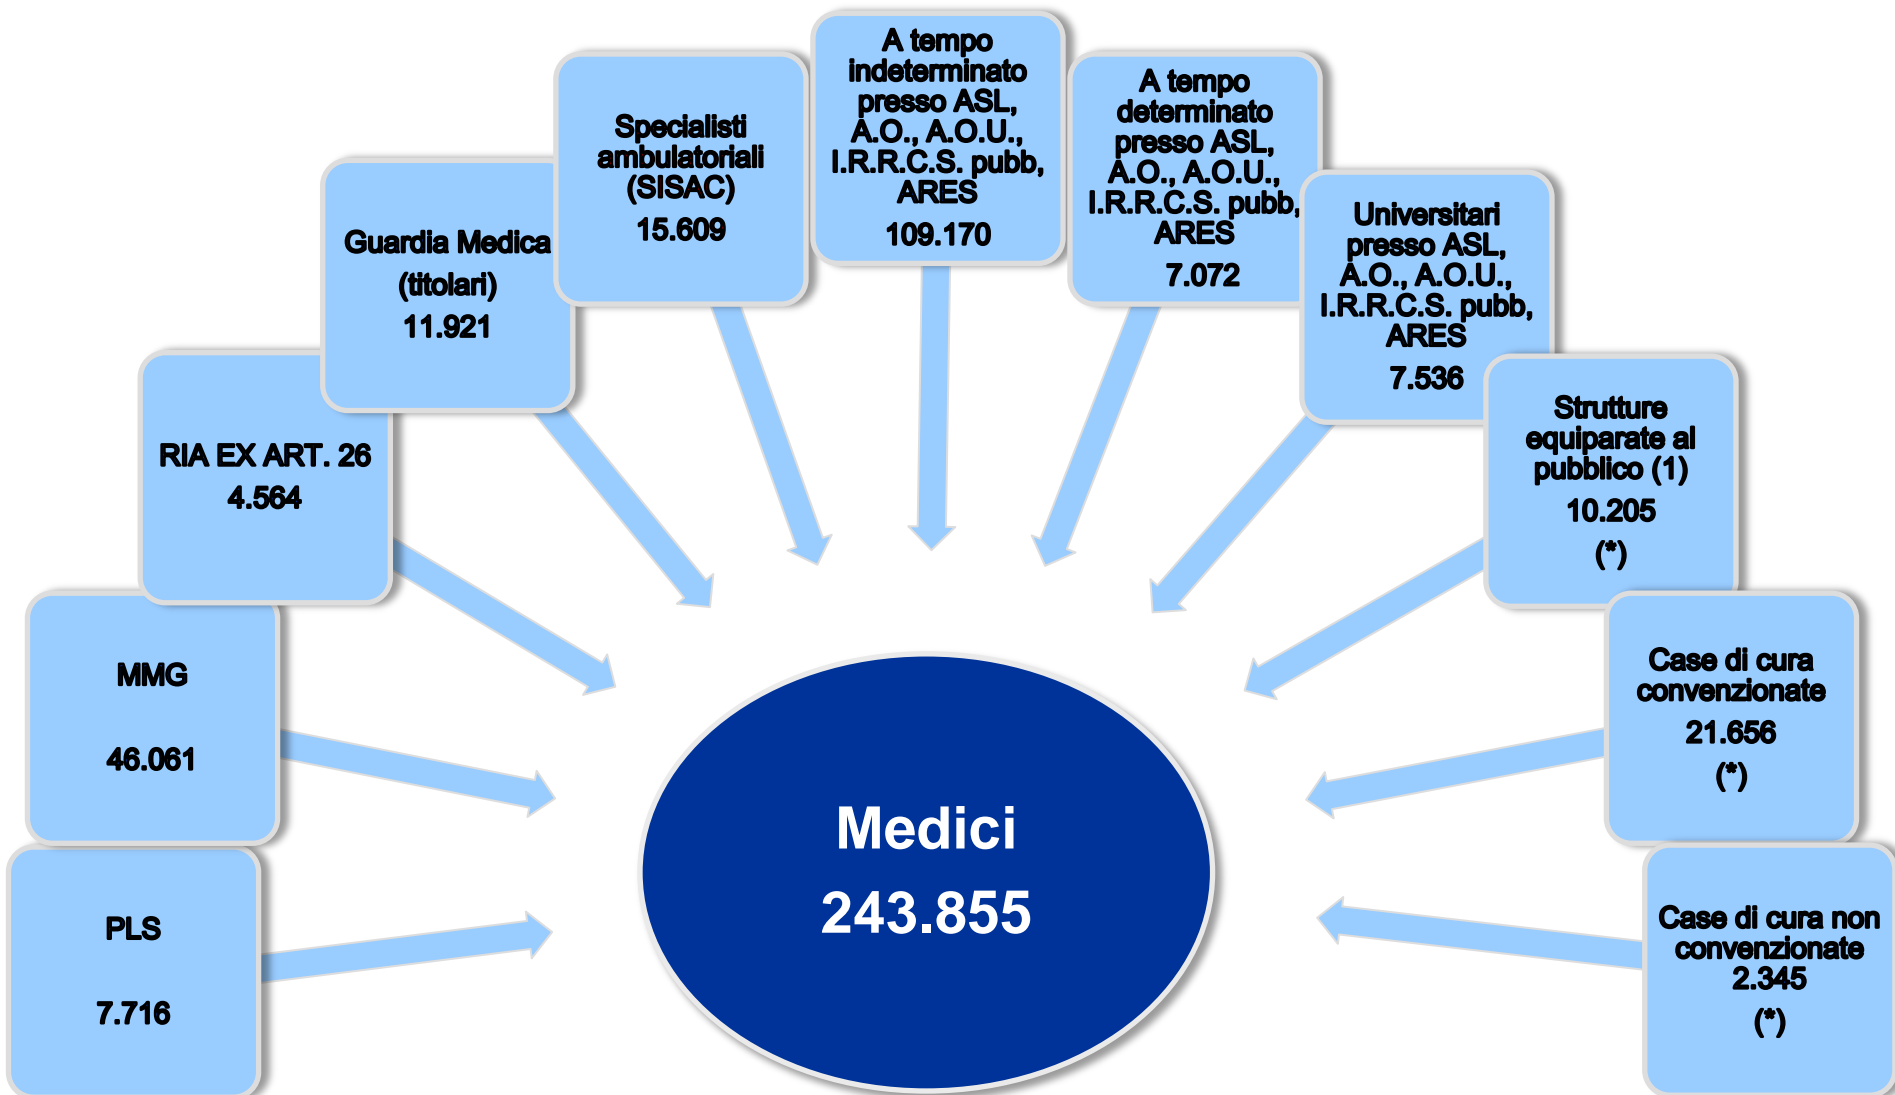 PLS
7.716
MMG
46.061
RIA EX ART. 26
4.564
Guardia Medica
(titolari)
11.921
Specialisti
ambulatoriali
(SISAC)
15.609
A tempo
indeterminato
presso ASL,
A.O., A.O.U.,
I.R.R.C.S. pubb,
ARES
109.170
A tempo
determinato
presso ASL,
A.O., A.O.U.,
I.R.R.C.S. pubb,
ARES
7.072
Universitari
presso ASL,
A.O., A.O.U.,
I.R.R.C.S. pubb,
ARES
7.536
Strutture
equiparate al
pubblico (1)
10.205
(*)
Case di cura
convenzionate
21.656
(*)
Case di cura non
convenzionate
2.345
(*)
Medici
243.855